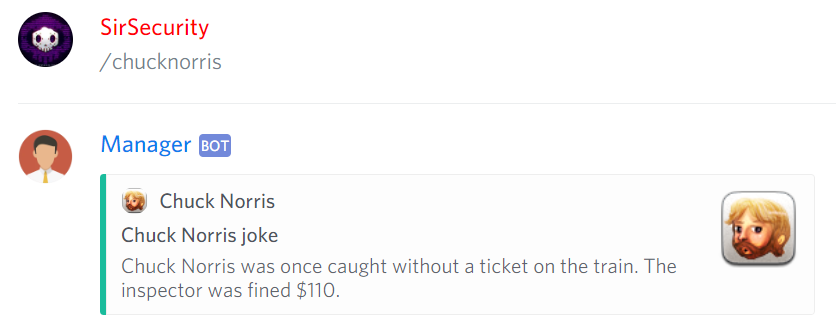 SirSecurity
/chucknorris
Manager BOT
Chuck Norris
Chuck Norris joke
Chuck Norris was once caught without a ticket on the train. The
inspector was fined $110.